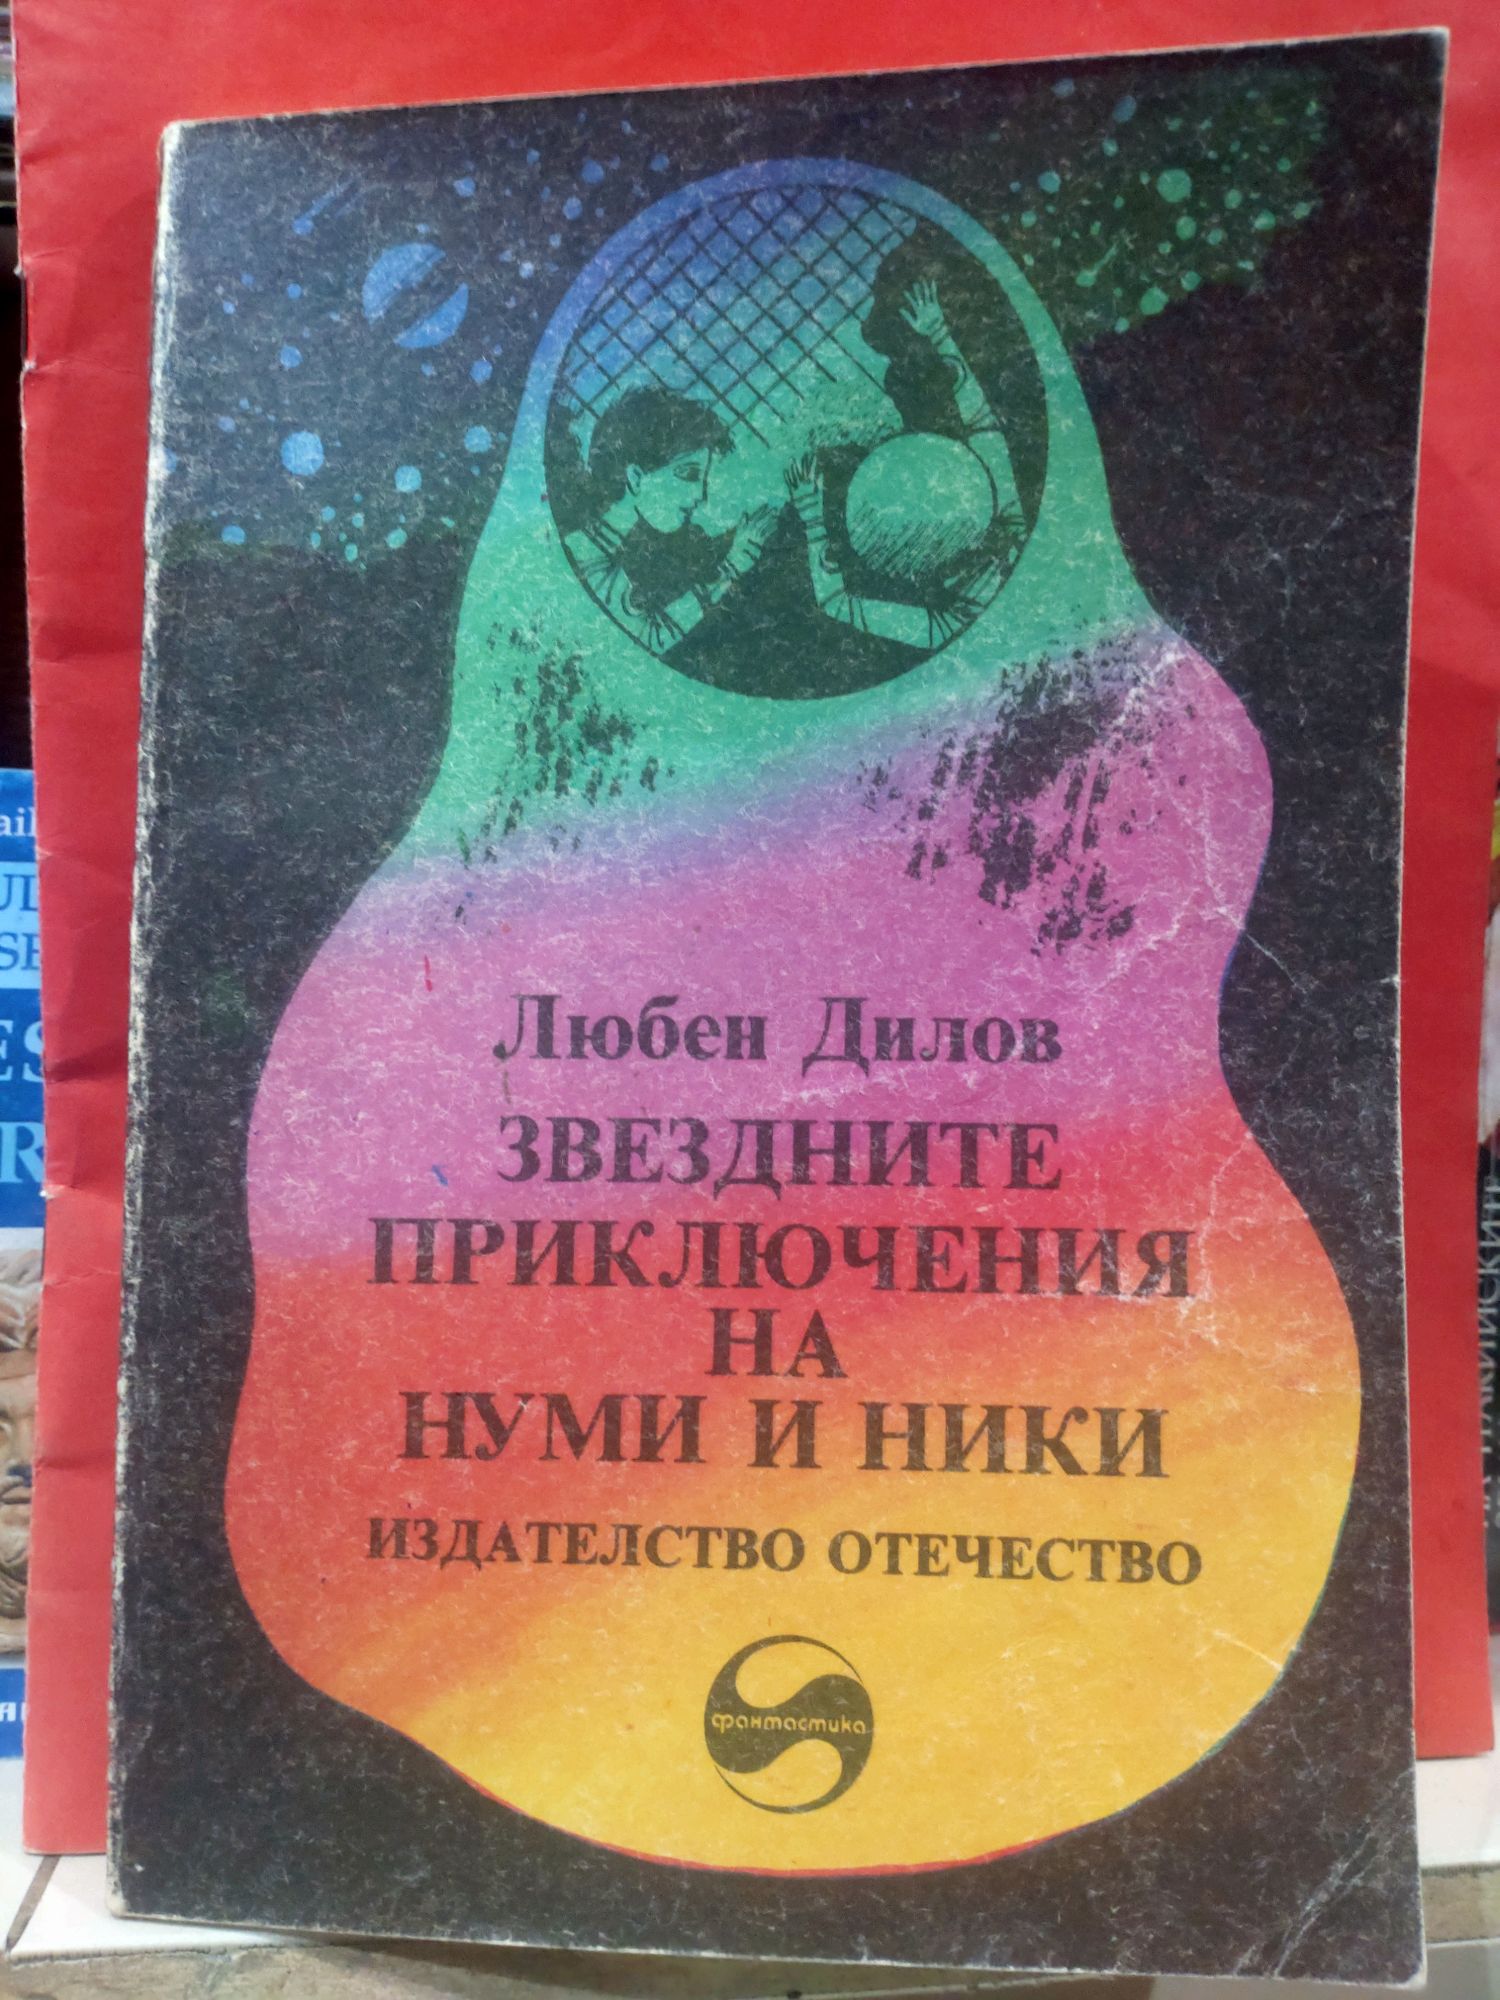 Любен Дилов
ЗВЕЗДНИТЕ
ПРИКЛЮЧЕНИЯ
НА
НУМИ И НИКИ
ИЗДАТЕЛСТВО ОТЕЧЕСТВО
фантастика